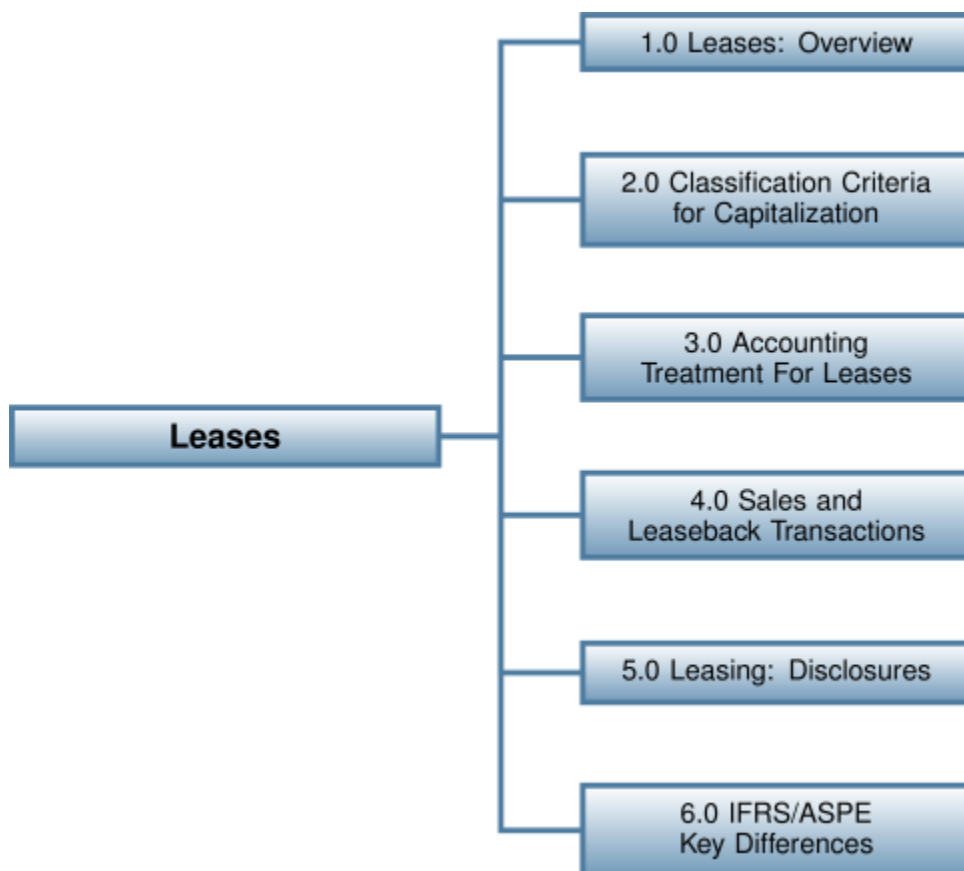 1.0 Leases: Overview
2.0 Classification Criteria
for Capitalization
3.0 Accounting
Treatment For Leases
Leases
4.0 Sales and
Leaseback Transactions
5.0 Leasing: Disclosures
6.0 IFRS/ASPE
Key Differences